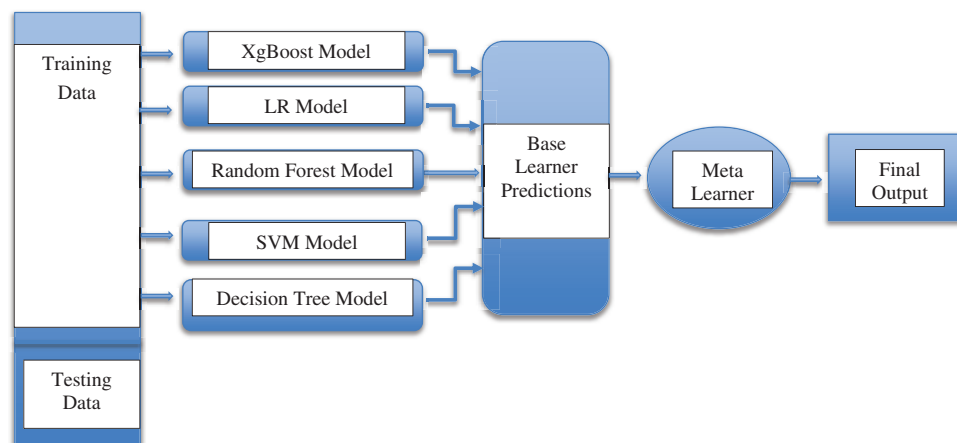 Training
Data
XgBoost Model
LR Model
Random Forest Model
SVM Model
Decision Tree Model
Base
Learner
Predictions
Meta
Learner
Final
Output
Testing
Data